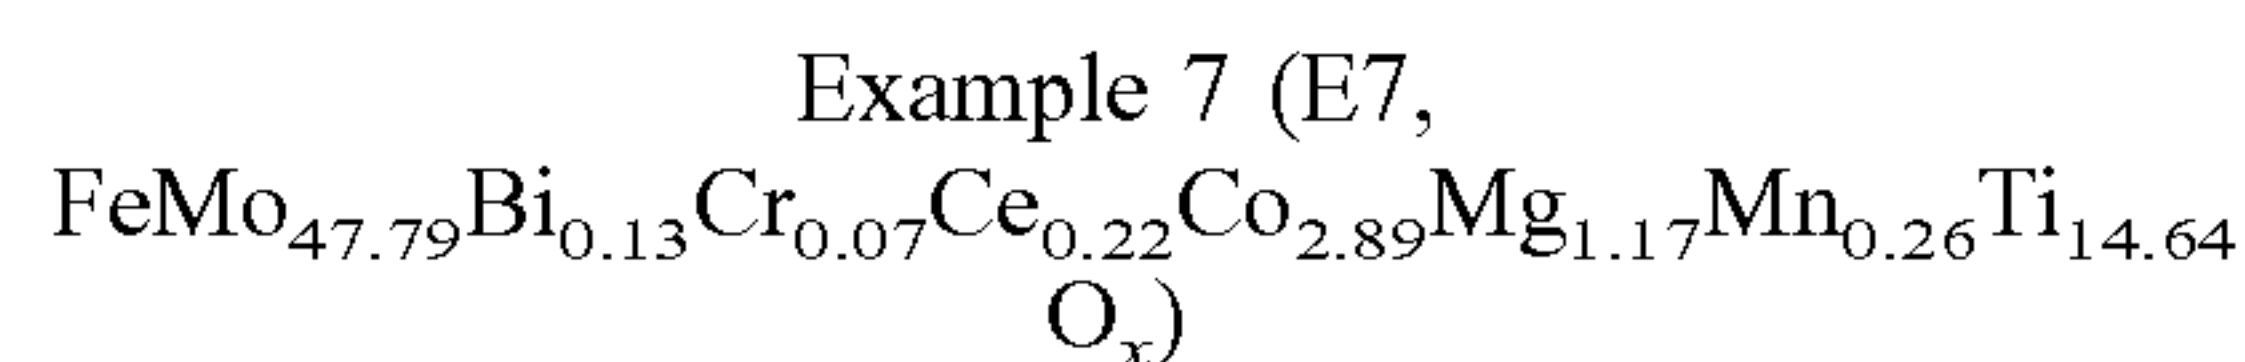 Example 7 (E7,
FeMo47.79Bi0.13Cr0.07Ce0.22Co2.89Mg1.17Mn0.26Ti14.64
Ox)